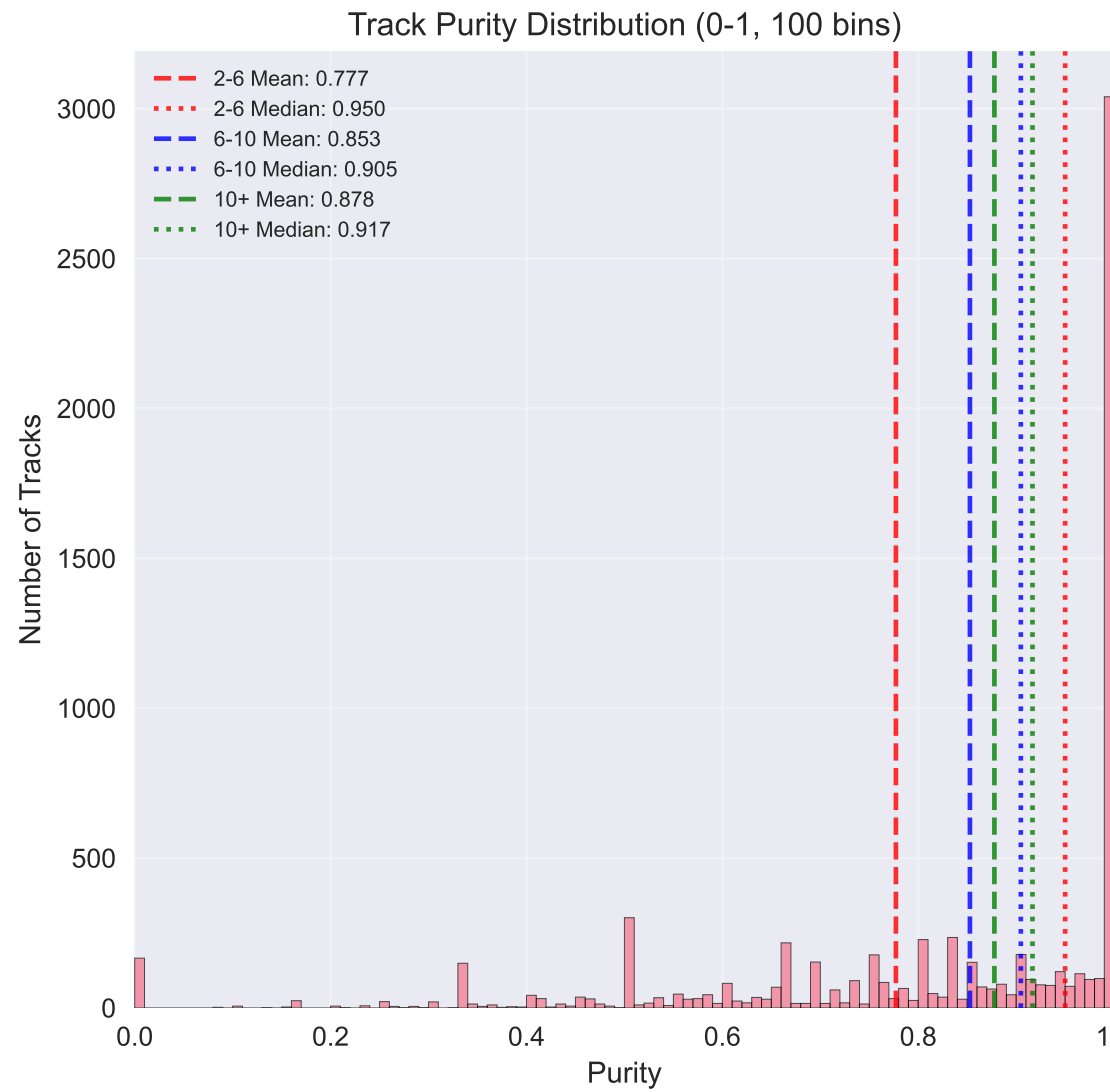 Track Purity Distribution (0-1, 100 bins)
2-6 Mean: 0.777
2-6 Median: 0.950
6-10 Mean: 0.853
6-10 Median: 0.905
10+ Mean: 0.878
10+ Median: 0.917
3000
2500
2000
1500
1000
500
0
Number of Tracks
0.0 0.2 0.4 0.6 0.8 1
Purity